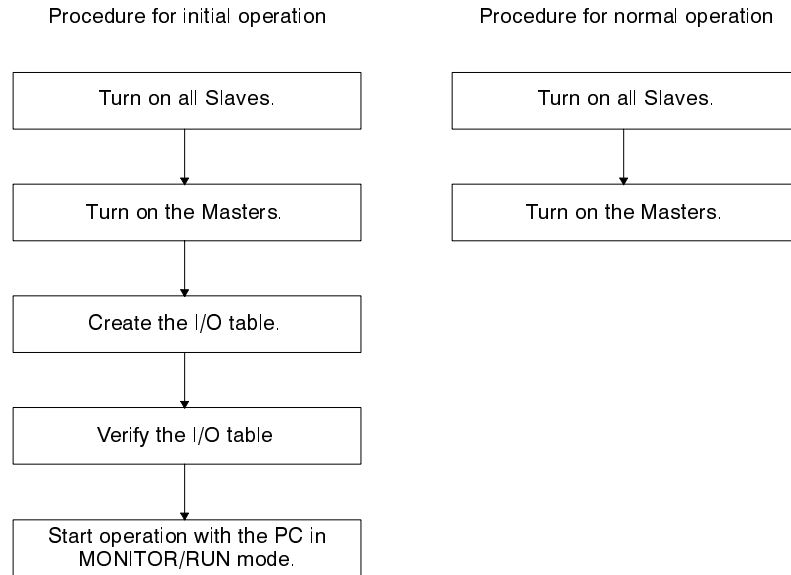 Procedure for initial operation
Turn on all Slaves.
Turn on the Masters.
Create the I/O table.
Verify the I/O table
Start operation with the PC in
MONITOR/RUN mode.
Procedure for normal operation
Turn on all Slaves.
Turn on the Masters.